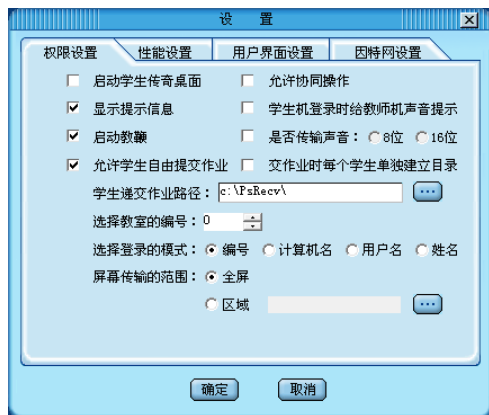 设 置
权限设置 性能设置 用户界面设置 因特网设置
启动学生传奇桌面 允许协同操作
显示提示信息 学生机登录时给教师机声音提示
启动教鞭 是否传输声音： 8位 16位
允许学生自由提交作业 交作业时每个学生单独建立目录
学生递交作业路径： c:\PsRecv\ ...
选择教室的编号： 0
选择登录的模式： 编号 计算机名 用户名 姓名
屏幕传输的范围： 全屏
区域 ...
确定 取消